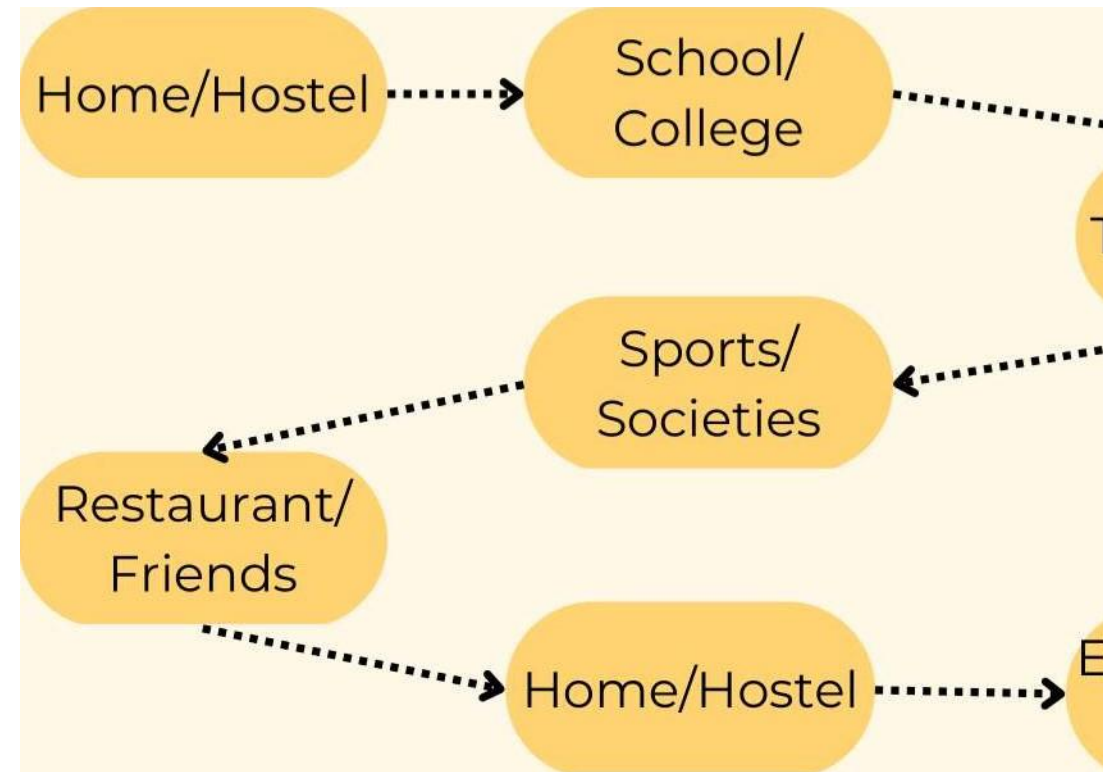 Home/Hostel
School/
College
Sports/
Societies
Restaurant/
Friends
Home/Hostel